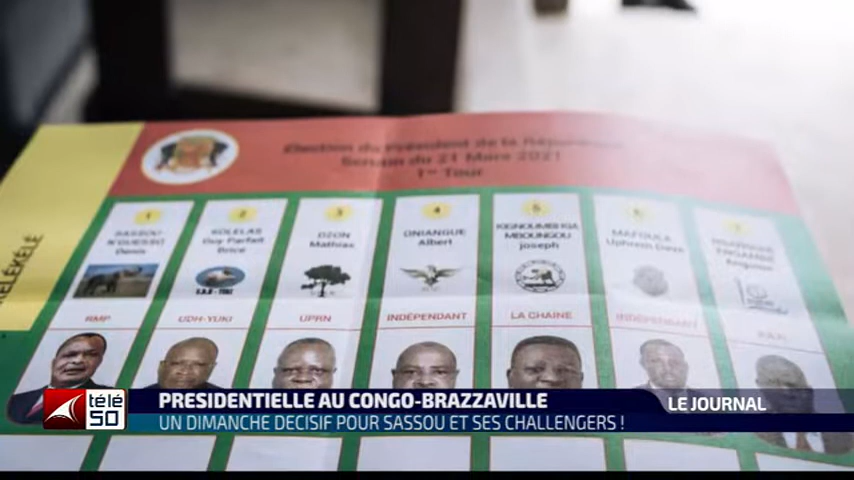 Election du Président de la République
Scrutin du 21 Mars 2021
1er Tour
1
2
3
4
5
6
7
SASSOU-
N'GUESSO
Denis
KOLELAS
Guy Parfait
Brice
DZON
Mathias
ONIANGUE
Albert
KIGNOUMBI KIA
MBOUNGOU
joseph
MAFOULA
Uphrem Dave
RMP
UDH-YUKI
UPRN
INDÉPENDANT
LA CHAINE
INDÉPENDANT
PRESIDENTIELLE AU CONGO-BRAZZAVILLE
LE JOURNAL
UN DIMANCHE DECISIF POUR SASSOU ET SES CHALLENGERS !
télé
50